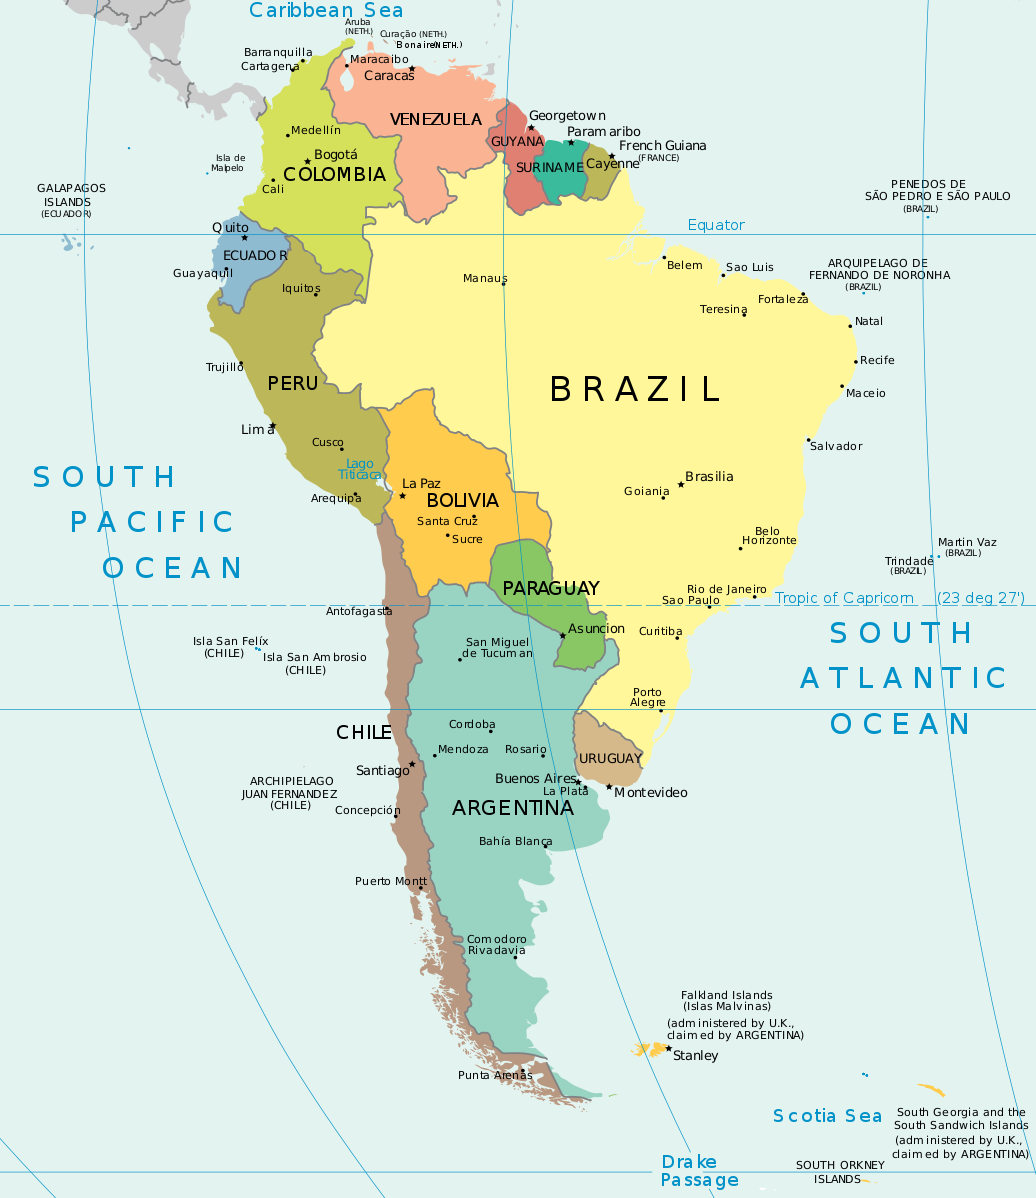 Caribbean Sea
Aruba
(NETH.)
Curaçao (NETH.)
Bonaire(NETH.)
Barranquilla
Cartagena
Maracaibo
Caracas
VENEZUELA
Georgetown
Paramaribo
French Guiana
(FRANCE)
GUYANA
SURINAME
Cayenne
Medellín
Bogotá
COLOMBIA
Cali
Isla de
Malpelo
GALAPAGOS
ISLANDS
(ECUADOR)
PENEDOS DE
SÃO PEDRO E SÃO PAULO
(BRAZIL)
Equator
Quito
ECUADOR
Guayaquil
Iquitos
Manaus
Belem
Sao Luis
ARQUIPELAGO DE
FERNANDO DE NORONHA
(BRAZIL)
Fortaleza
Teresina
Natal
Recife
Maceio
Salvador
Trujillo
PERU
BRAZIL
Lima
Cusco
Lago
Titicaca
Arequipa
La Paz
BOLIVIA
Santa Cruz
Sucre
Brasilia
Goiania
Belo
Horizonte
SOUTH
PACIFIC
OCEAN
Martin Vaz
(BRAZIL)
Trindade
(BRAZIL)
PARAGUAY
Rio de Janeiro
Sao Paulo
Tropic of Capricorn (23 deg 27')
Antofagasta
Asuncion
Curitiba
SOUTH
ATLANTIC
OCEAN
Isla San Felíx
(CHILE)
Isla San Ambrosio
(CHILE)
San Miguel
de Tucuman
Porto
Alegre
CHILE
Cordoba
Mendoza
Rosario
URUGUAY
Santiago
Buenos Aires
La Plata
Montevideo
ARCHIPIELAGO
JUAN FERNANDEZ
(CHILE)
ARGENTINA
Concepción
Bahía Blanca
Puerto Montt
Comodoro
Rivadavia
Falkland Islands
(Islas Malvinas)
(administered by U.K.,
claimed by ARGENTINA)
Stanley
Punta Arenas
Scotia Sea
South Georgia and the
South Sandwich Islands
(administered by U.K.,
claimed by ARGENTINA)
Drake
Passage
SOUTH ORKNEY
ISLANDS